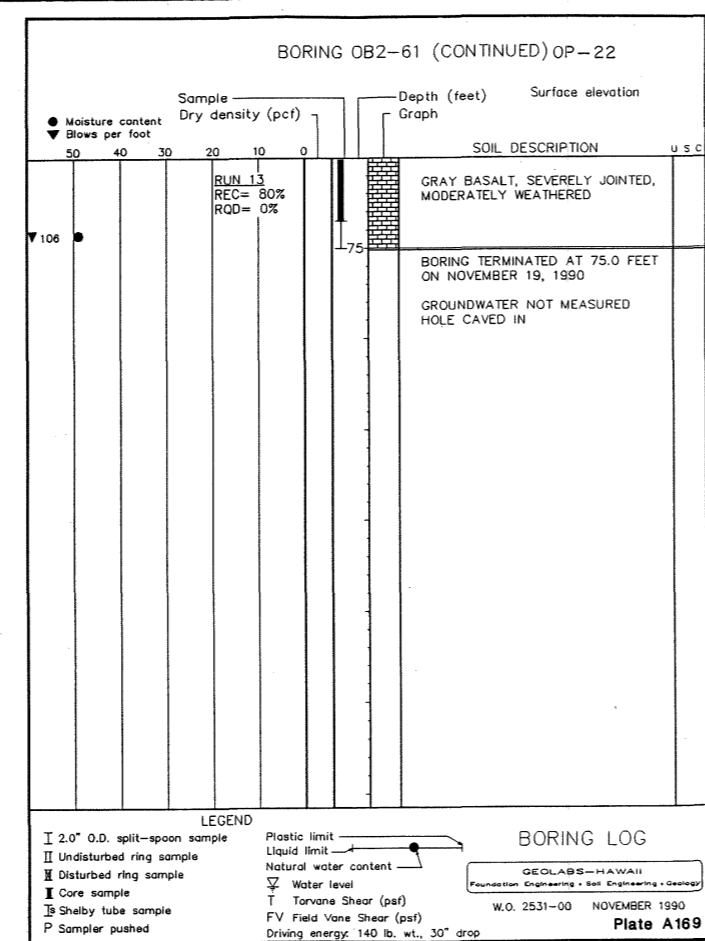 BORING OB2-61 (CONTINUED) OP-22
Sample
Depth (feet)
Surface elevation
● Moisture content
Dry density (pcf)
Graph
▼ Blows per foot
50 40 30 20 10 0
SOIL DESCRIPTION
U S C
RUN 13
REC= 80%
RQD= 0%
GRAY BASALT, SEVERELY JOINTED,
MODERATELY WEATHERED
▼ 106
75
BORING TERMINATED AT 75.0 FEET
ON NOVEMBER 19, 1990
GROUNDWATER NOT MEASURED
HOLE CAVED IN
LEGEND
2.0" O.D. split-spoon sample
Undisturbed ring sample
Disturbed ring sample
Core sample
Shelby tube sample
P Sampler pushed
Plastic limit
Liquid limit
Natural water content
Water level
T Torvane Shear (psf)
FV Field Vane Shear (psf)
Driving energy: 140 lb. wt., 30" drop
BORING LOG
GEOLABS-HAWAII
Foundation Engineering • Soil Engineering • Geology
W.O. 2531-00 NOVEMBER 1990
Plate A169